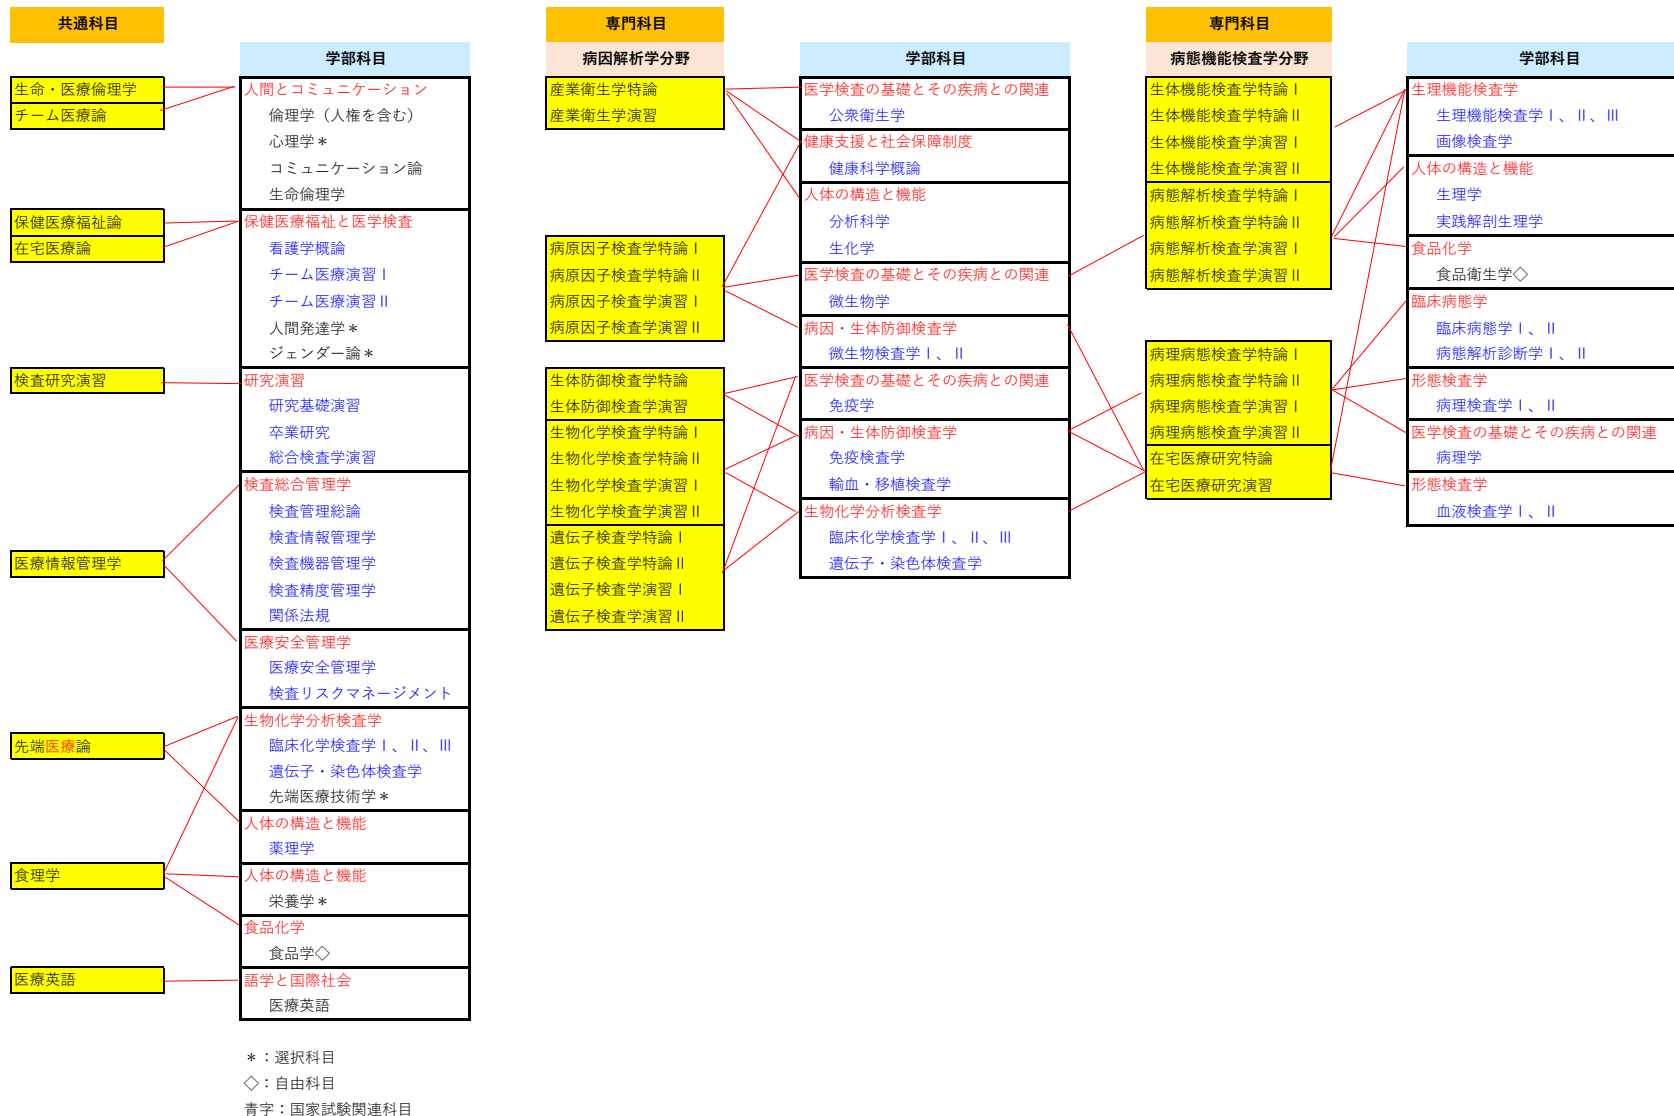 共通科目
学部科目
生命・医療倫理学
チーム医療論
保健医療福祉論
在宅医療論
検査研究演習
医療情報管理学
先端医療論
食理学
医療英語
人間とコミュニケーション
倫理学（人権を含む）
心理学＊
コミュニケーション論
生命倫理学
保健医療福祉と医学検査
看護学概論
チーム医療演習Ⅰ
チーム医療演習Ⅱ
人間発達学＊
ジェンダー論＊
研究演習
研究基礎演習
卒業研究
総合検査学演習
検査総合管理学
検査管理総論
検査情報管理学
検査機器管理学
検査精度管理学
関係法規
医療安全管理学
医療安全管理学
検査リスクマネージメント
生物化学分析検査学
臨床化学検査学Ⅰ、Ⅱ、Ⅲ
遺伝子・染色体検査学
先端医療技術学＊
人体の構造と機能
薬理学
人体の構造と機能
栄養学＊
食品化学
食品学◇
語学と国際社会
医療英語
＊：選択科目
◇：自由科目
青字：国家試験関連科目
専門科目
病因解析学分野
学部科目
産業衛生学特論
産業衛生学演習
病原因子検査学特論Ⅰ
病原因子検査学特論Ⅱ
病原因子検査学演習Ⅰ
病原因子検査学演習Ⅱ
生体防御検査学特論
生体防御検査学演習
生物化学検査学特論Ⅰ
生物化学検査学特論Ⅱ
生物化学検査学演習Ⅰ
生物化学検査学演習Ⅱ
遺伝子検査学特論Ⅰ
遺伝子検査学特論Ⅱ
遺伝子検査学演習Ⅰ
遺伝子検査学演習Ⅱ
医学検査の基礎とその疾病との関連
公衆衛生学
健康支援と社会保障制度
健康科学概論
人体の構造と機能
分析科学
生化学
医学検査の基礎とその疾病との関連
微生物学
病因・生体防御検査学
微生物検査学Ⅰ、Ⅱ
医学検査の基礎とその疾病との関連
免疫学
病因・生体防御検査学
免疫検査学
輸血・移植検査学
生物化学分析検査学
臨床化学検査学Ⅰ、Ⅱ、Ⅲ
遺伝子・染色体検査学
専門科目
病態機能検査学分野
学部科目
生体機能検査学特論Ⅰ
生体機能検査学特論Ⅱ
生体機能検査学演習Ⅰ
生体機能検査学演習Ⅱ
病態解析検査学特論Ⅰ
病態解析検査学特論Ⅱ
病態解析検査学演習Ⅰ
病態解析検査学演習Ⅱ
病理病態検査学特論Ⅰ
病理病態検査学特論Ⅱ
病理病態検査学演習Ⅰ
病理病態検査学演習Ⅱ
在宅医療研究特論
在宅医療研究演習
生理機能検査学
生理機能検査学Ⅰ、Ⅱ、Ⅲ
画像検査学
人体の構造と機能
生理学
実践解剖生理学
食品化学
食品衛生学◇
臨床病態学
臨床病態学Ⅰ、Ⅱ
病態解析診断学Ⅰ、Ⅱ
形態検査学
病理検査学Ⅰ、Ⅱ
医学検査の基礎とその疾病との関連
病理学
形態検査学
血液検査学Ⅰ、Ⅱ